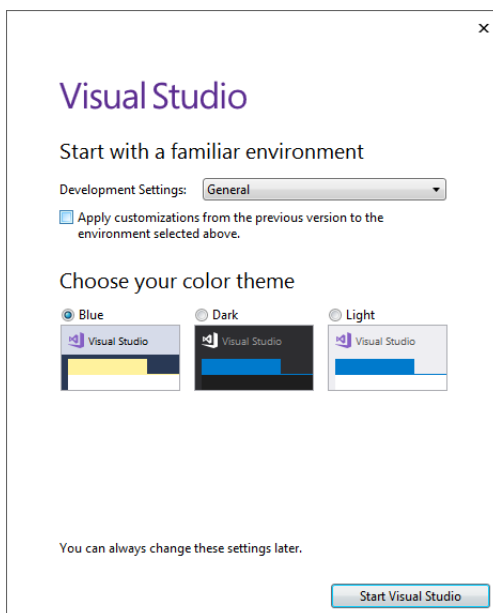 Visual Studio
Start with a familiar environment
Development Settings: General
Apply customizations from the previous version to the
environment selected above.
Choose your color theme
Blue Dark Light
Visual Studio Visual Studio Visual Studio
You can always change these settings later.
Start Visual Studio